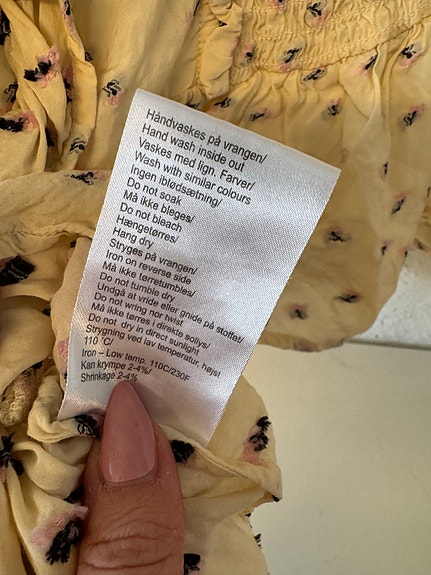 Håndvaskes på vrangen/
Hand wash inside out
Vaskes med lign. Farver/
Wash with similar colours
Ingen iblødsætning/
Do not soak
Må ikke bleges/
Do not bleach
Hængetørres/
Hang dry
Stryges på vrangen/
Iron on reverse side
Må ikke tørretumbles/
Do not tumble dry
Undgå at vride eller gnide på stoffet/
Do not wring nor twist
Må ikke tørres i direkte sollys/
Do not dry in direct sunlight
Strygning ved lav temperatur, højst
110 °C/
Iron – Low temp. 110C/230F
Kan krympe 2-4%/
Shrinkage 2-4%